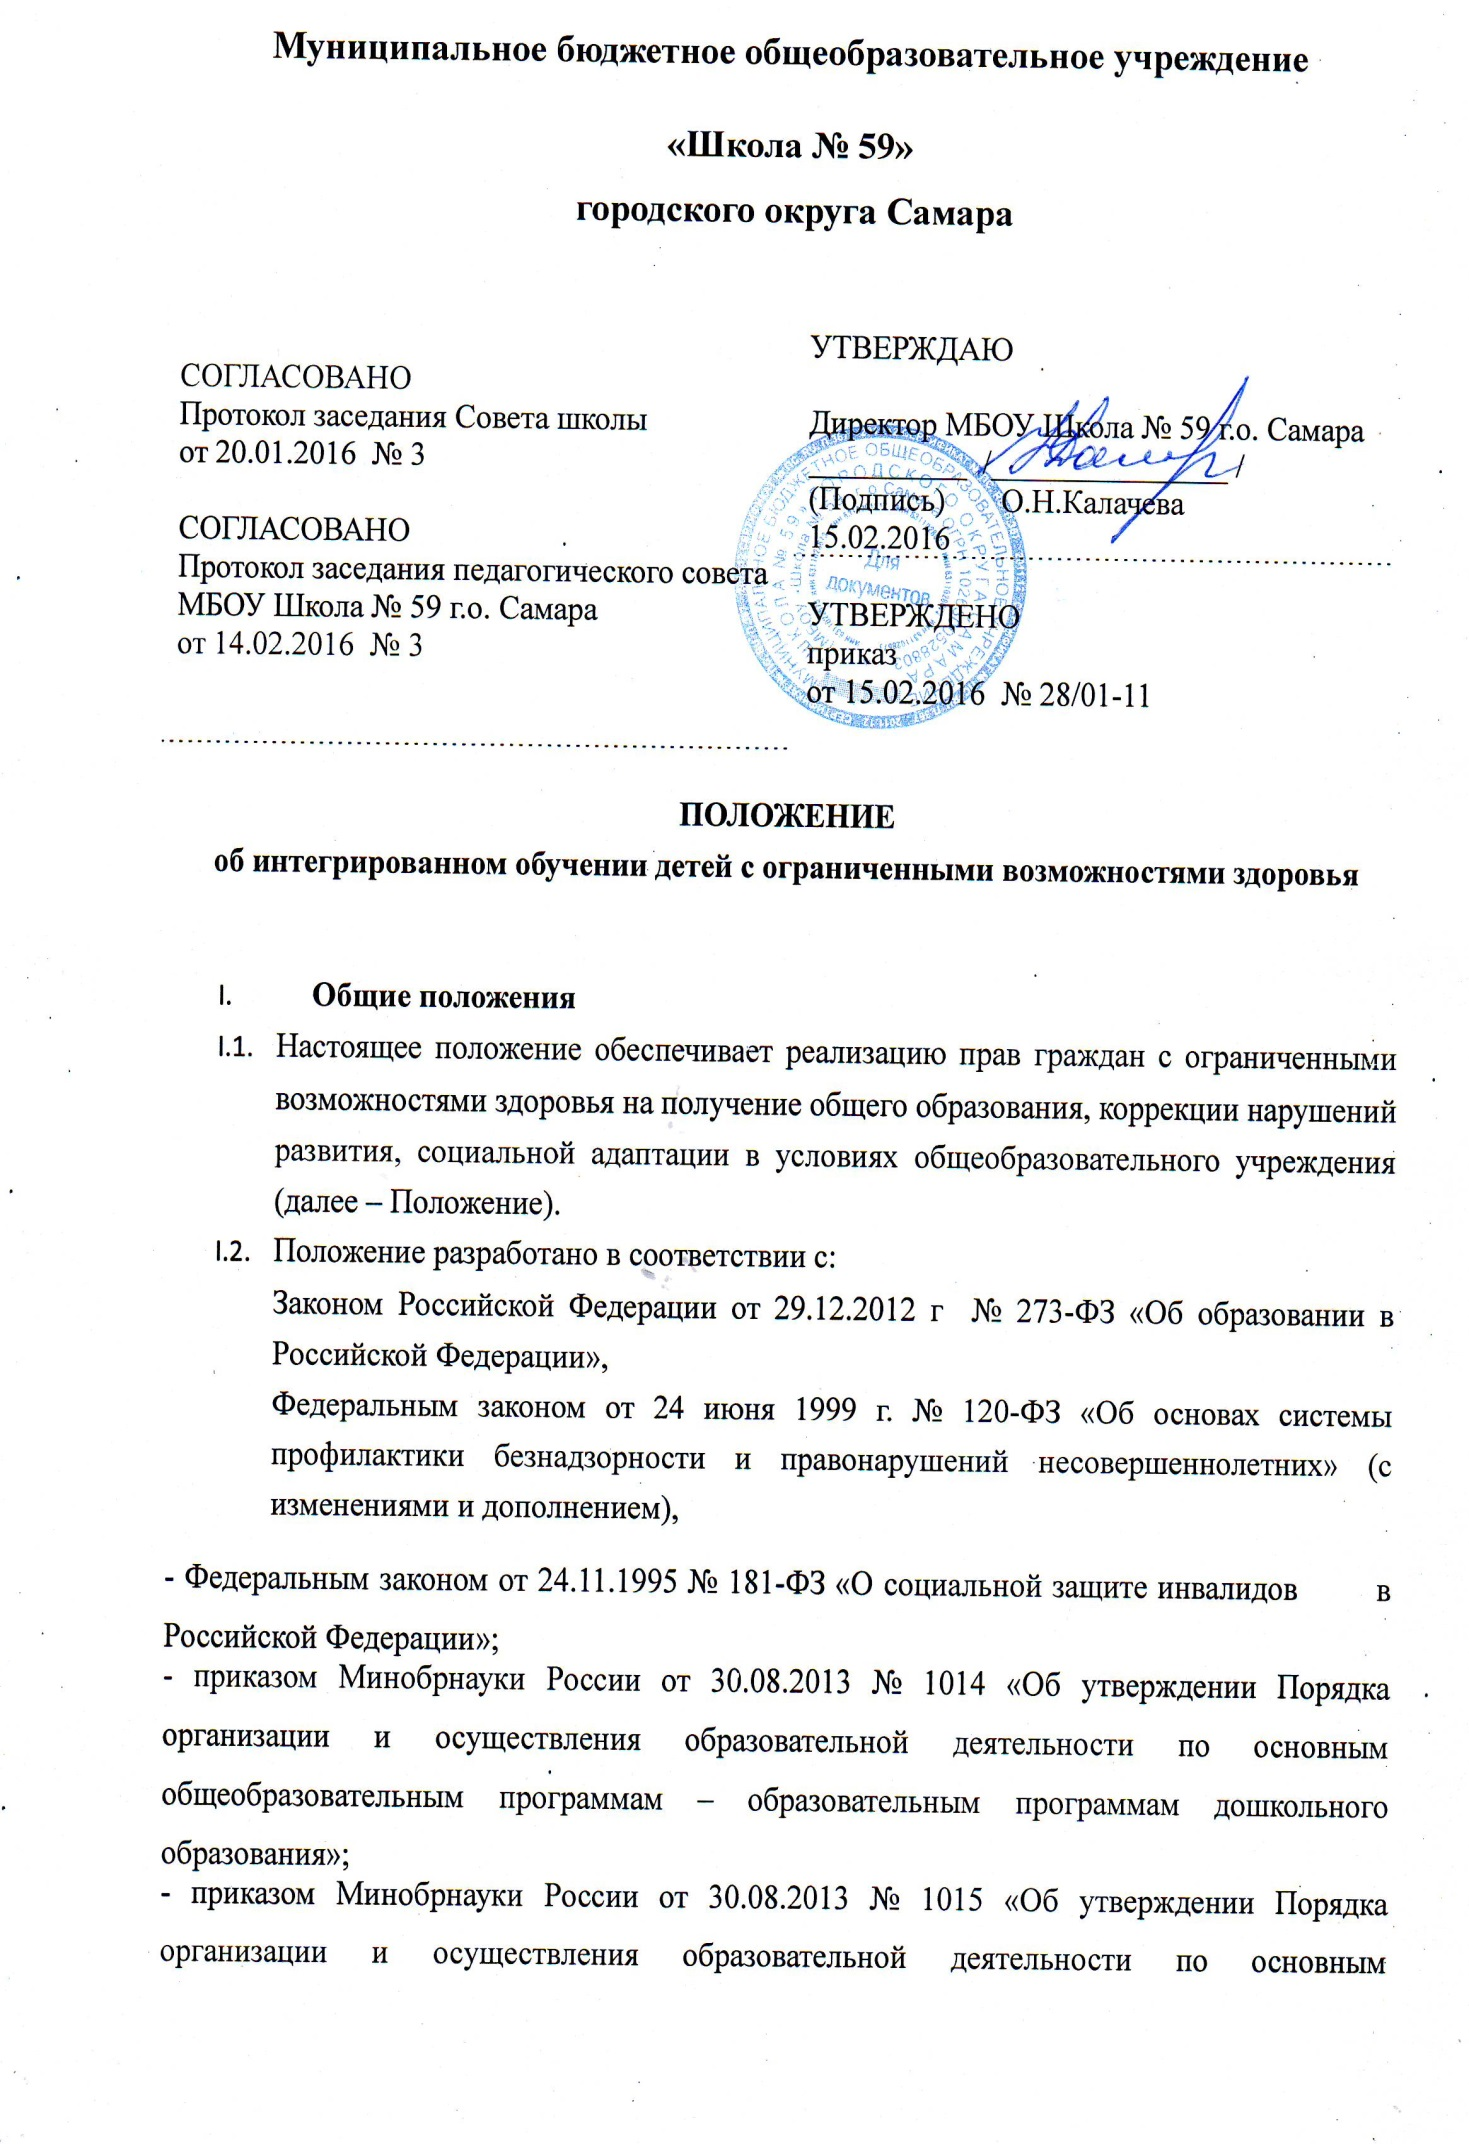 Муниципальное бюджетное общеобразовательное учреждение
«Школа № 59»
городского округа Самара
СОГЛАСОВАНО
Протокол заседания Совета школы
от 20.01.2016 № 3
СОГЛАСОВАНО
Протокол заседания педагогического совета
МБОУ Школа № 59 г.о. Самара
от 14.02.2016 № 3
УТВЕРЖДАЮ
Директор МБОУ Школа № 59 г.о. Самара
____________ /__________________/
(Подпись) О.Н.Калачева
15.02.2016
Для
документов
УТВЕРЖДЕНО
приказ
от 15.02.2016 № 28/01-11
ПОЛОЖЕНИЕ
об интегрированном обучении детей с ограниченными возможностями здоровья
I. Общие положения
I.1. Настоящее положение обеспечивает реализацию прав граждан с ограниченными
возможностями здоровья на получение общего образования, коррекции нарушений
развития, социальной адаптации в условиях общеобразовательного учреждения
(далее – Положение).
I.2. Положение разработано в соответствии с:
Законом Российской Федерации от 29.12.2012 г № 273-ФЗ «Об образовании в
Российской Федерации»,
Федеральным законом от 24 июня 1999 г. № 120-ФЗ «Об основах системы
профилактики безнадзорности и правонарушений несовершеннолетних» (с
изменениями и дополнением),
- Федеральным законом от 24.11.1995 № 181-ФЗ «О социальной защите инвалидов в
Российской Федерации»;
- приказом Минобрнауки России от 30.08.2013 № 1014 «Об утверждении Порядка
организации и осуществления образовательной деятельности по основным
общеобразовательным программам – образовательным программам дошкольного
образования»;
- приказом Минобрнауки России от 30.08.2013 № 1015 «Об утверждении Порядка
организации и осуществления образовательной деятельности по основным